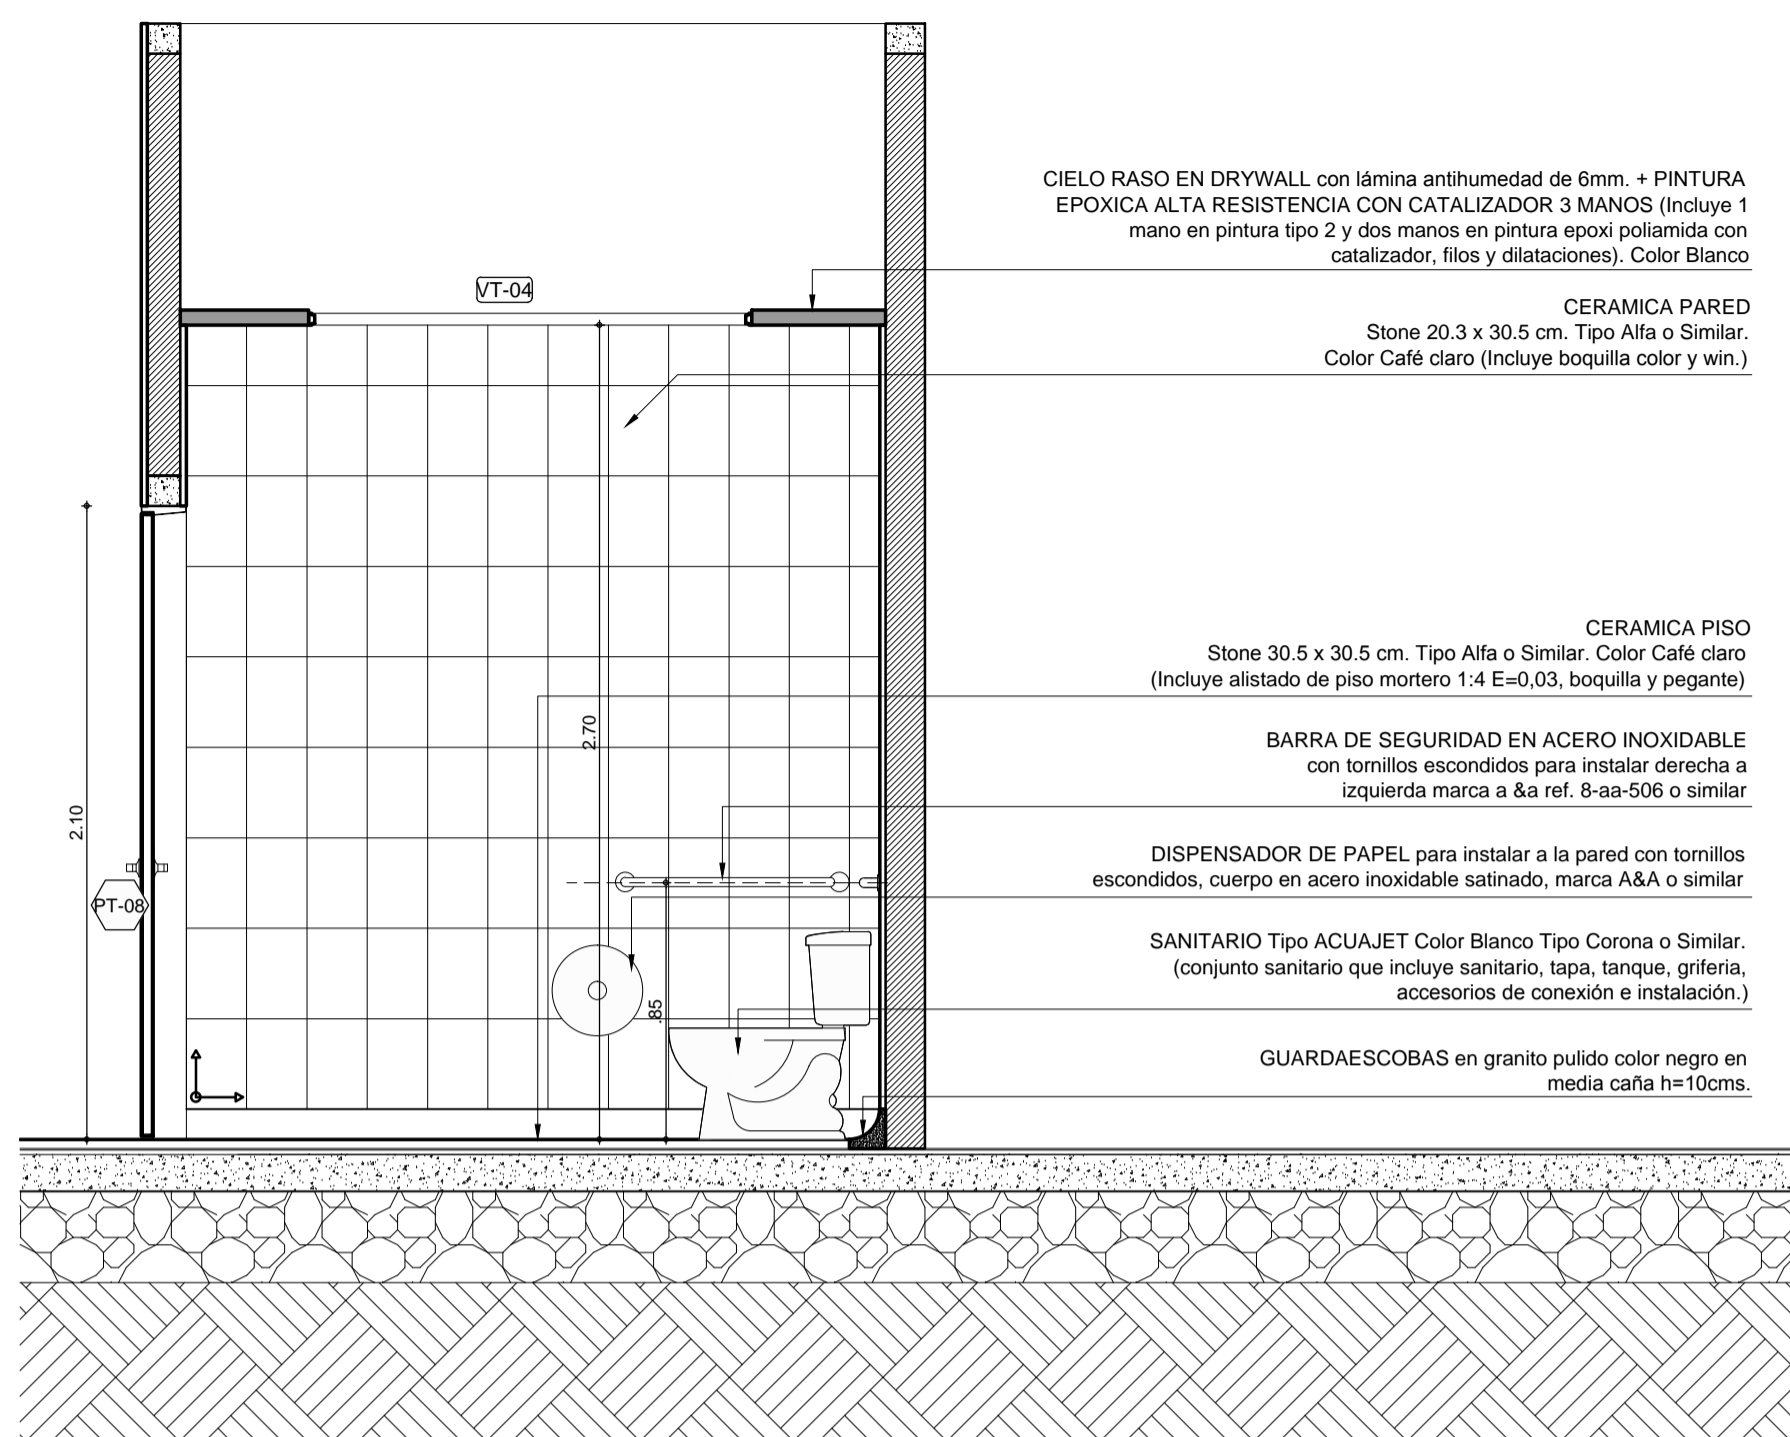 CIELO RASO EN DRYWALL con lámina antihumedad de 6mm. + PINTURA
EPOXICA ALTA RESISTENCIA CON CATALIZADOR 3 MANOS (Incluye 1
mano en pintura tipo 2 y dos manos en pintura epoxi poliamida con
catalizador, filos y dilataciones). Color Blanco
VT-04
CERAMICA PARED
Stone 20.3 x 30.5 cm. Tipo Alfa o Similar.
Color Café claro (Incluye boquilla color y win.)
CERAMICA PISO
Stone 30.5 x 30.5 cm. Tipo Alfa o Similar. Color Café claro
(Incluye alistado de piso mortero 1:4 E=0,03, boquilla y pegante)
2.70
BARRA DE SEGURIDAD EN ACERO INOXIDABLE
con tornillos escondidos para instalar derecha a
izquierda marca a &a ref. 8-aa-506 o similar
2.10
DISPENSADOR DE PAPEL para instalar a la pared con tornillos
escondidos, cuerpo en acero inoxidable satinado, marca A&A o similar
PT-08
SANITARIO Tipo ACUAJET Color Blanco Tipo Corona o Similar.
(conjunto sanitario que incluye sanitario, tapa, tanque, griferia,
accesorios de conexión e instalación.)
.85
GUARDAESCOBAS en granito pulido color negro en
media caña h=10cms.